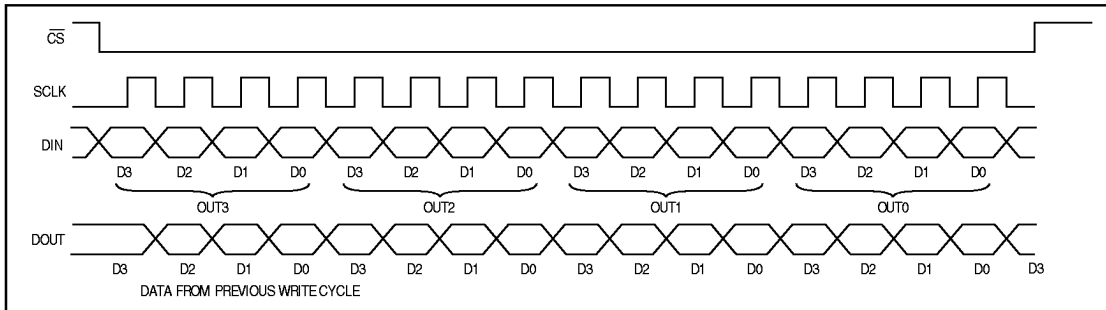 CS
SCLK
DIN
D3 D2 D1 D0 D3 D2 D1 D0 D3 D2 D1 D0 D3 D2 D1 D0
OUT3 OUT2 OUT1 OUT0
DOUT
D3 D2 D1 D0 D3 D2 D1 D0 D3 D2 D1 D0 D3 D2 D1 D0 D3
DATA FROM PREVIOUS WRITE CYCLE